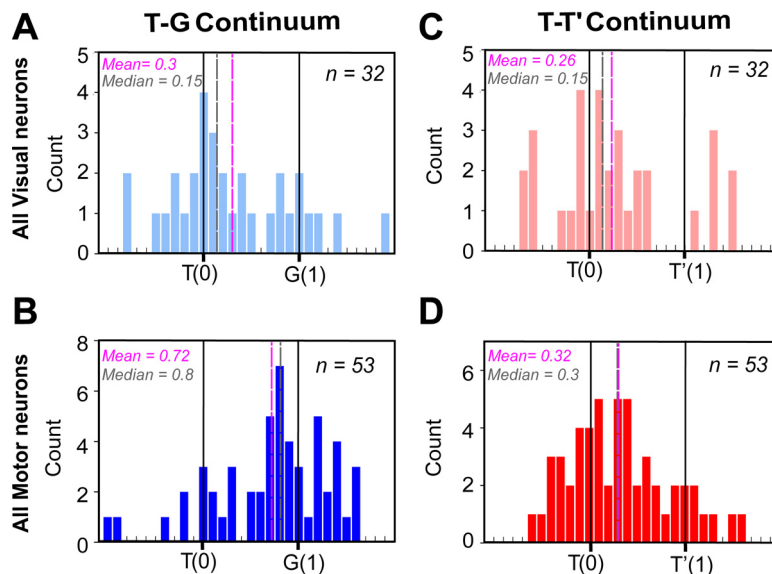 A
T-G Continuum
All Visual neurons
Count
5
4
3
2
1
0
Mean= 0.3
Median = 0.15
n = 32
T(0)
G(1)
C
T-T' Continuum
Count
5
4
3
2
1
0
Mean = 0.26
Median = 0.15
n = 32
T(0)
T'(1)
B
All Motor neurons
Count
8
6
4
2
0
Mean = 0.72
Median = 0.8
n = 53
T(0)
G(1)
D
Count
6
4
2
0
Mean= 0.32
Median = 0.3
n = 53
T(0)
T'(1)